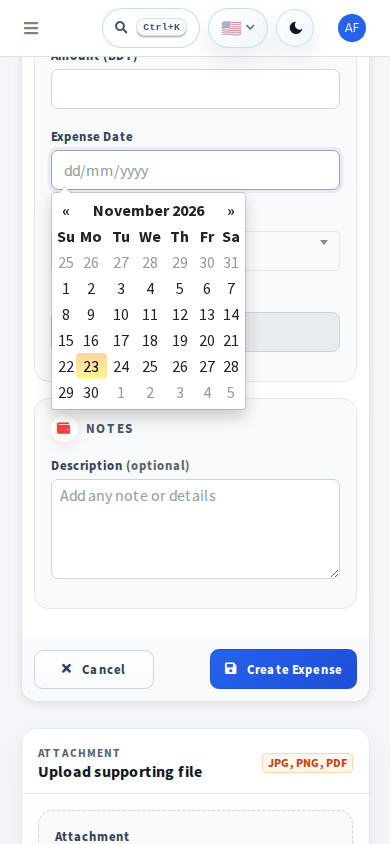 Ctrl+K
AF
Amount (BDT)
Expense Date
dd/mm/yyyy
« November 2026 »
Su Mo Tu We Th Fr Sa
25 26 27 28 29 30 31
1 2 3 4 5 6 7
8 9 10 11 12 13 14
15 16 17 18 19 20 21
22 23 24 25 26 27 28
29 30 1 2 3 4 5
NOTES
Description (optional)
Add any note or details
Cancel
Create Expense
ATTACHMENT
Upload supporting file
JPG, PNG, PDF
Attachment